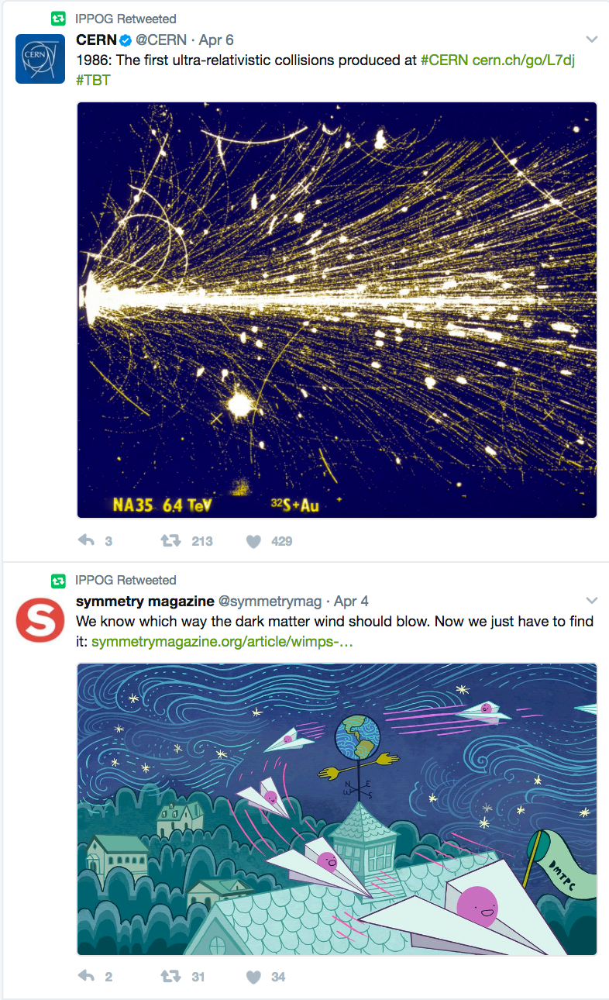 IPPOG Retweeted
CERN @CERN · Apr 6
1986: The first ultra-relativistic collisions produced at #CERN cern.ch/go/L7dj
#TBT
CERN
NA35 6.4 TeV 32S+Au
3 213 429
IPPOG Retweeted
symmetry magazine @symmetrymag · Apr 4
S
We know which way the dark matter wind should blow. Now we just have to find
it: symmetrymagazine.org/article/wimps-…
N E
W S
DMTPC
2 31 34